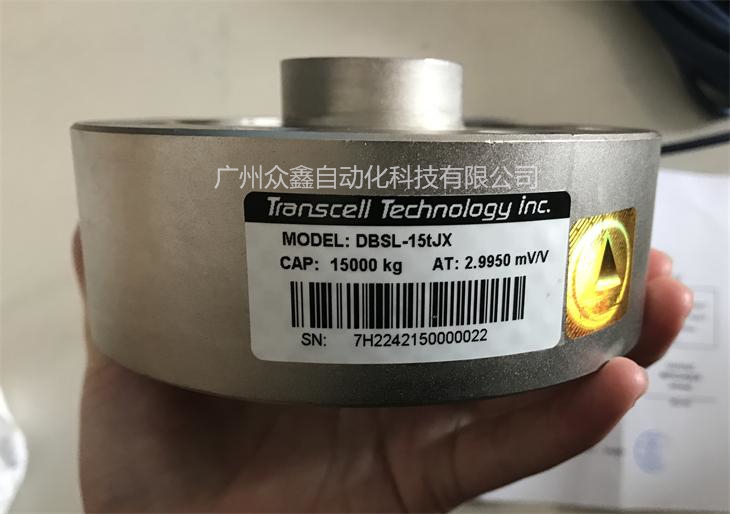 广州众鑫自动化科技有限公司
Transcell Technology inc.
MODEL: DBSL-15tJX
CAP: 15000 kg AT: 2.9950 mV/V
SN: 7H2242150000022